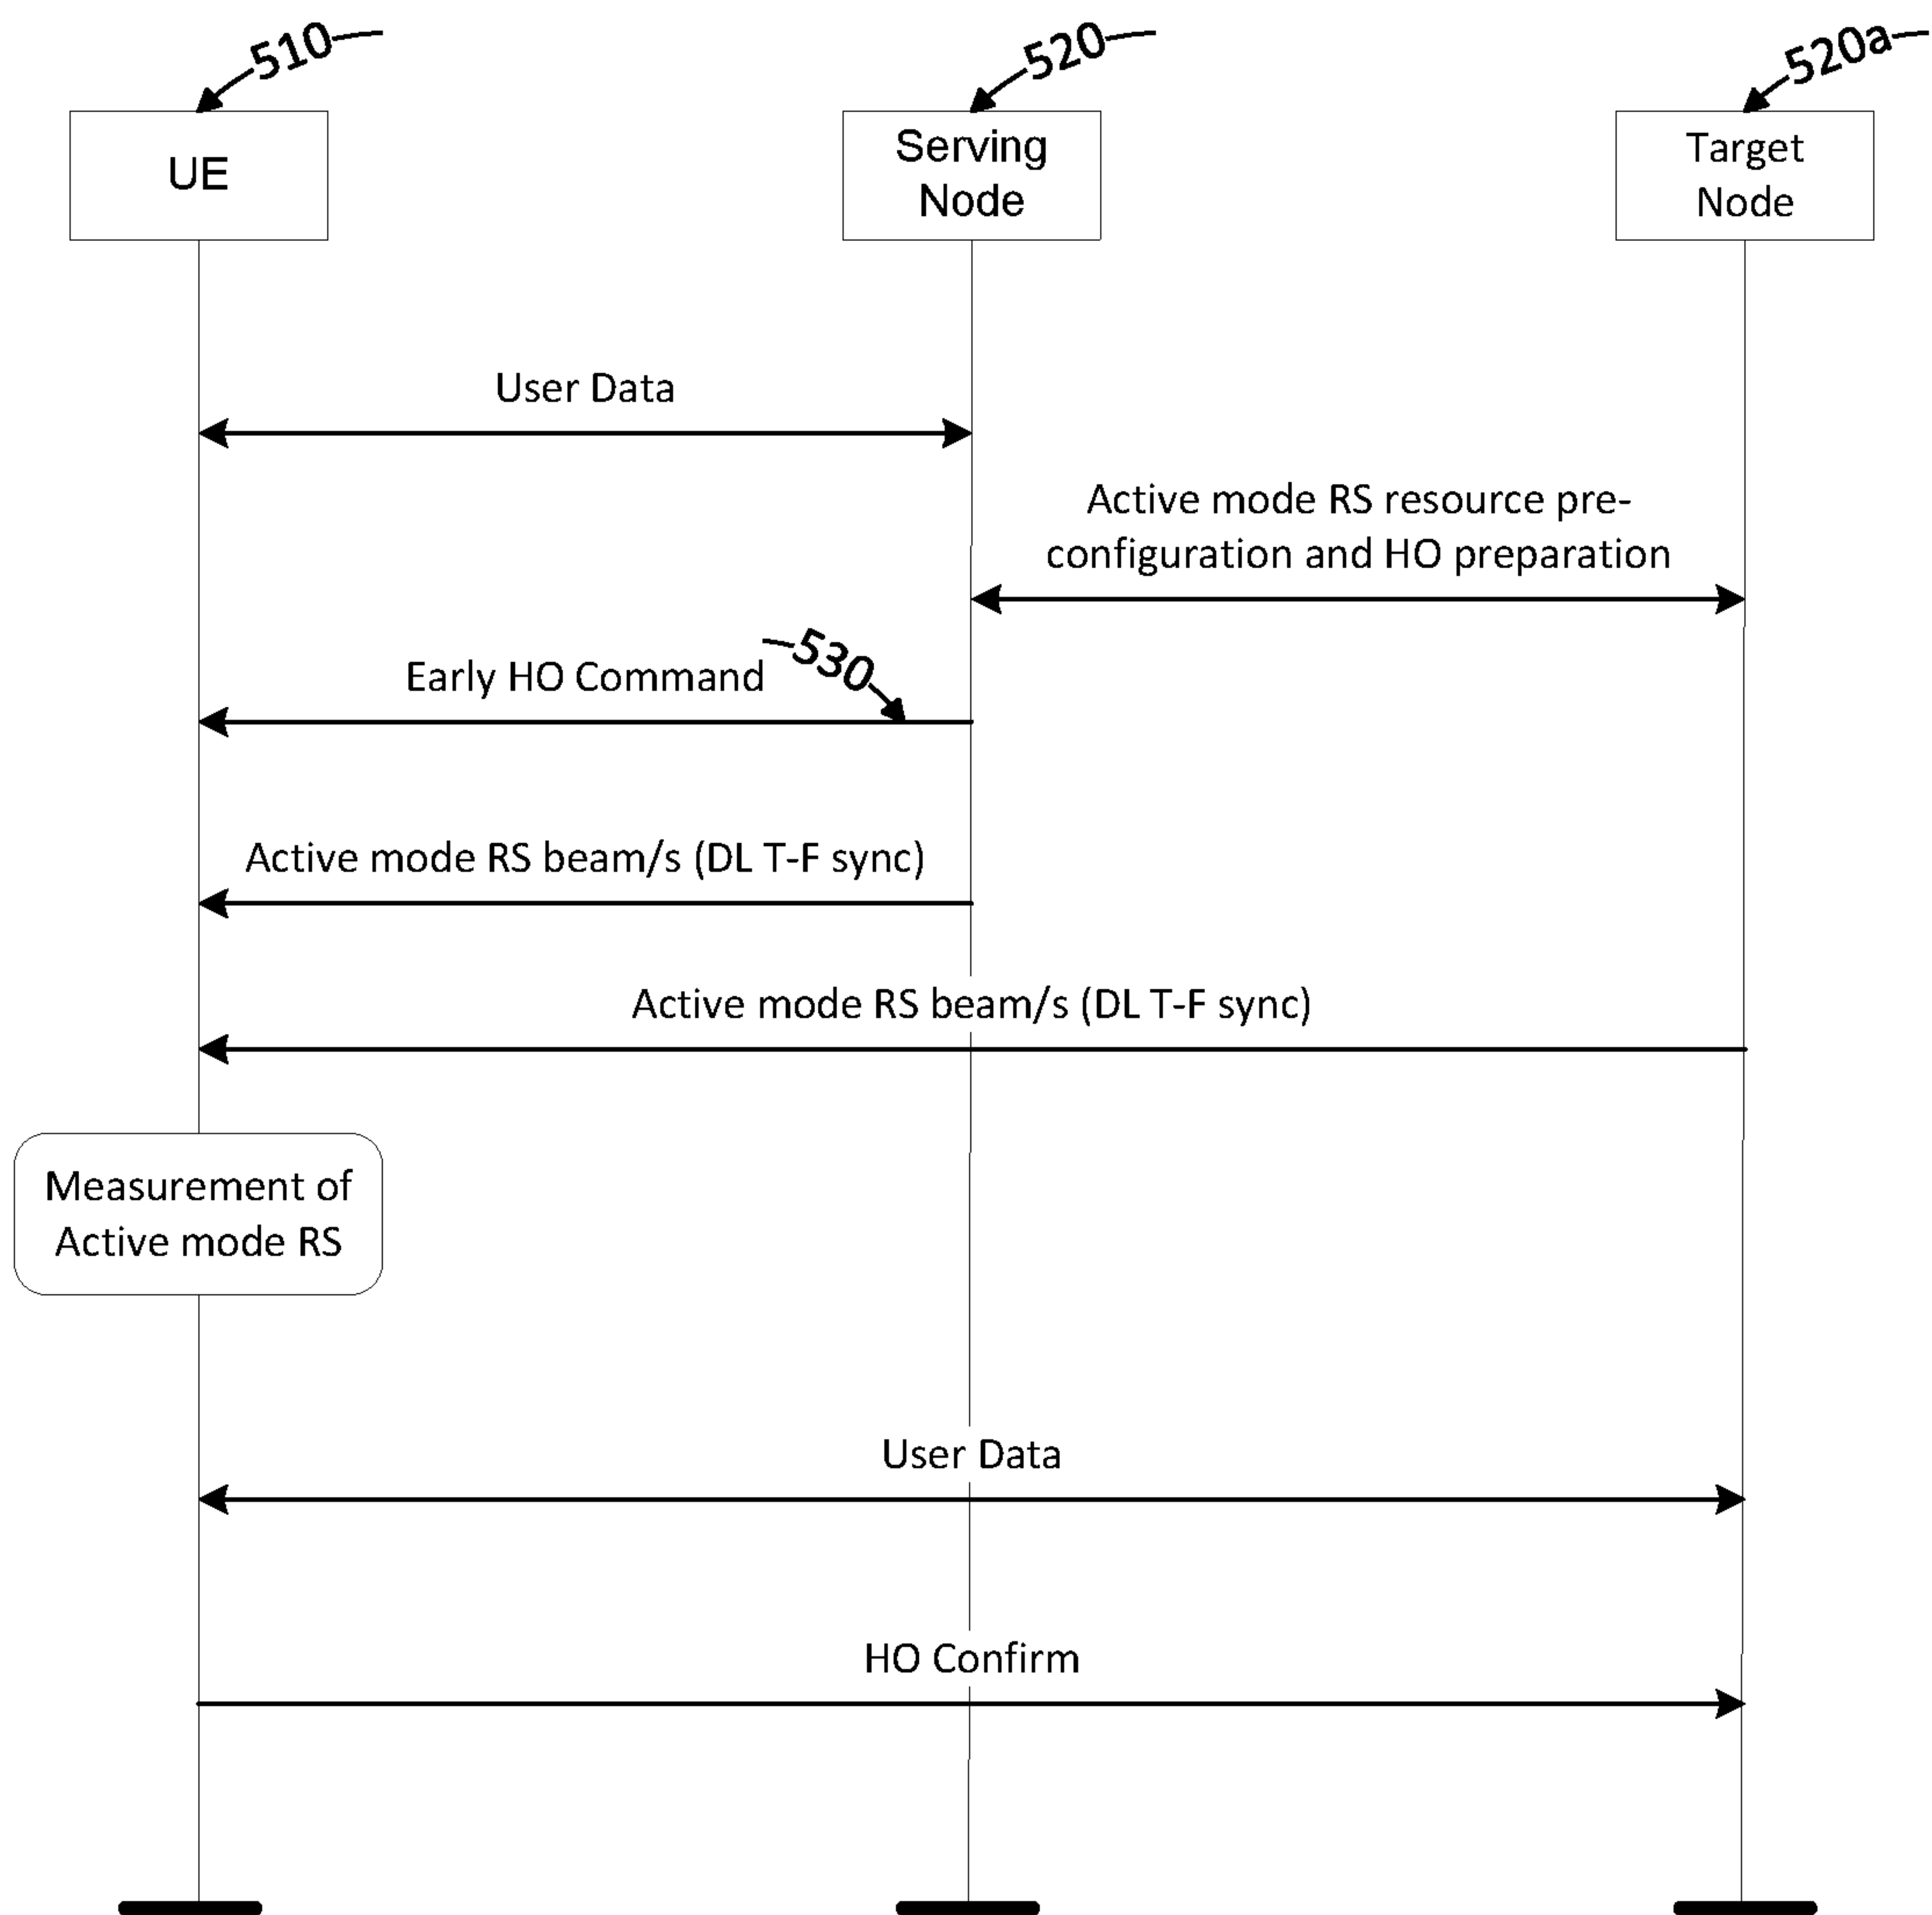 510
520
520a
UE
Serving
Node
Target
Node
User Data
Active mode RS resource pre-
configuration and HO preparation
530
Early HO Command
Active mode RS beam/s (DL T-F sync)
Active mode RS beam/s (DL T-F sync)
Measurement of
Active mode RS
User Data
HO Confirm